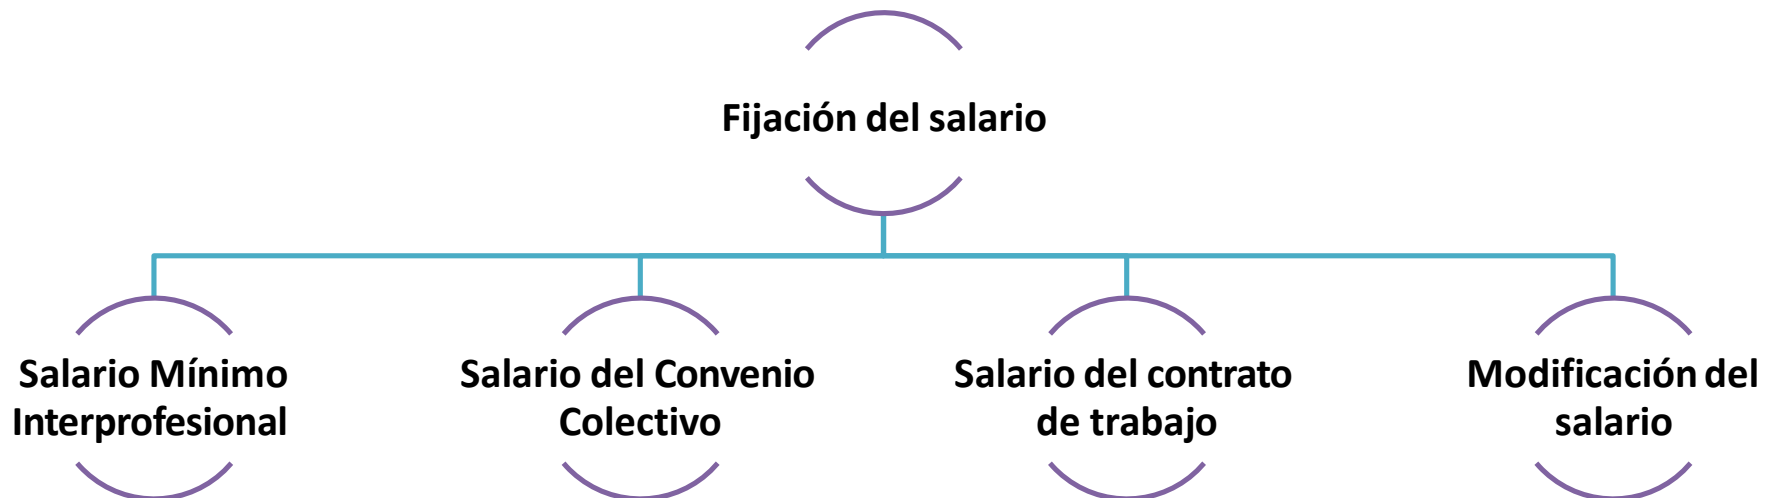 Fijación del salario
Salario Mínimo
Interprofesional
Salario del Convenio
Colectivo
Salario del contrato
de trabajo
Modificación del
salario